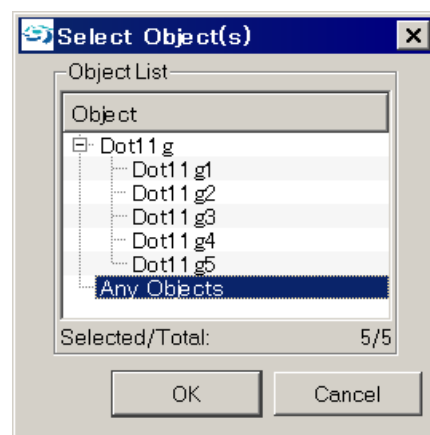 Select Object(s)
Object List
Object
Dot11g
Dot11g1
Dot11g2
Dot11g3
Dot11g4
Dot11g5
Any Objects
Selected/Total: 5/5
OK Cancel